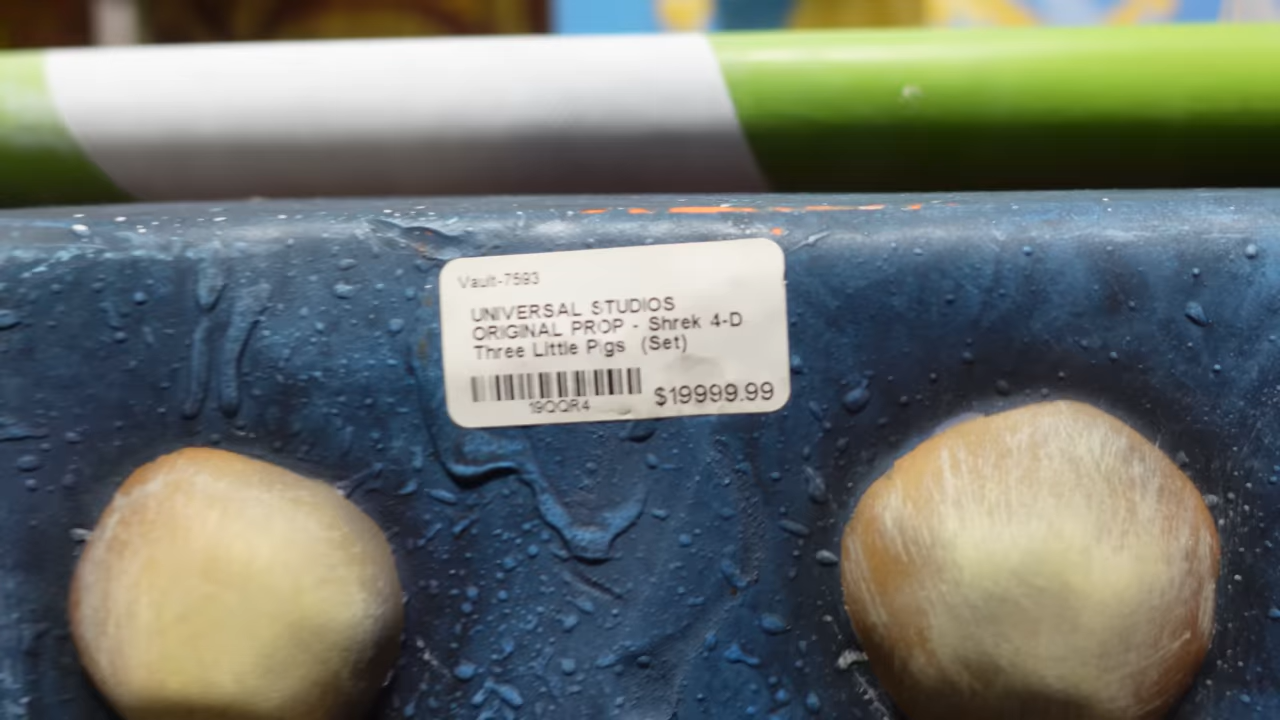 Vault-7593
UNIVERSAL STUDIOS
ORIGINAL PROP - Shrek 4-D
Three Little Pigs (Set)
19QQR4
$19999.99